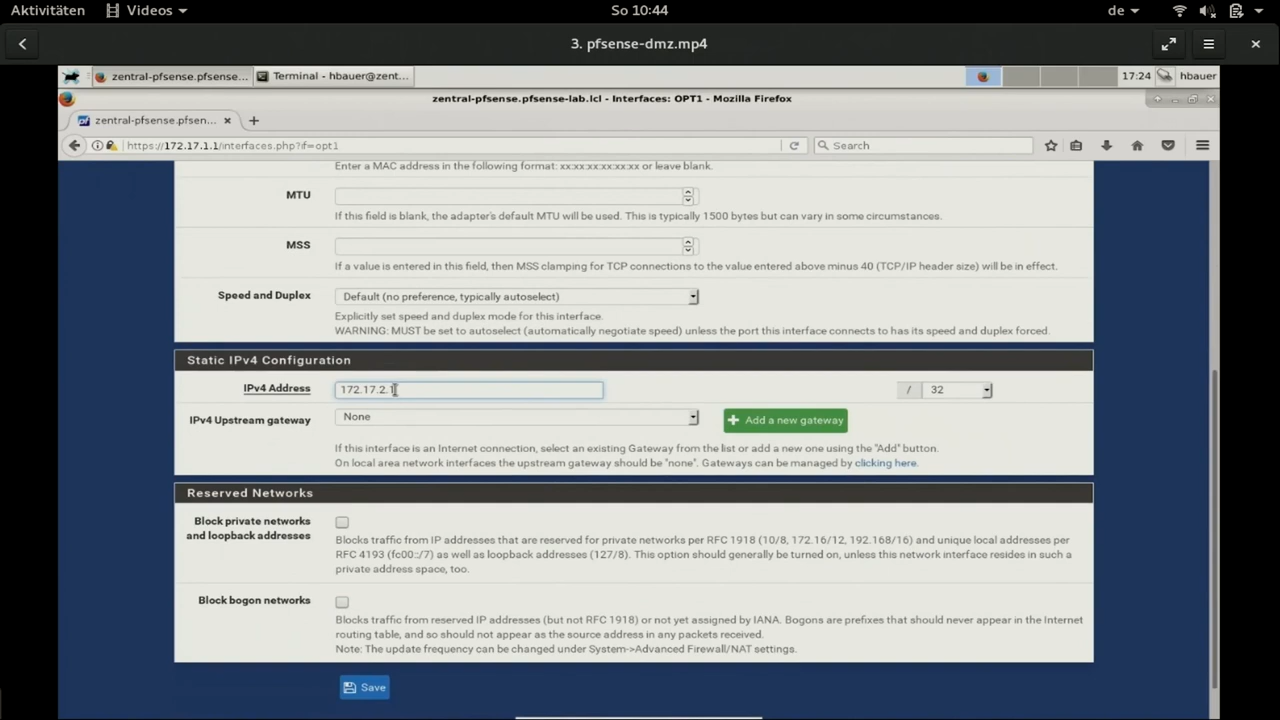 Aktivitäten Videos So 10:44 de
3. pfsense-dmz.mp4
zentral-pfsense.pfsense... Terminal - hbauer@zent... 17:24 hbauer
zentral-pfsense.pfsense-lab.lcl - Interfaces: OPT1 - Mozilla Firefox
zentral-pfsense.pfsen...
https://172.17.1.1/interfaces.php?if=opt1 Search
Enter a MAC address in the following format: xx:xx:xx:xx:xx:xx or leave blank.
MTU
If this field is blank, the adapter's default MTU will be used. This is typically 1500 bytes but can vary in some circumstances.
MSS
If a value is entered in this field, then MSS clamping for TCP connections to the value entered above minus 40 (TCP/IP header size) will be in effect.
Speed and Duplex Default (no preference, typically autoselect)
Explicitly set speed and duplex mode for this interface.
WARNING: MUST be set to autoselect (automatically negotiate speed) unless the port this interface connects to has its speed and duplex forced.
Static IPv4 Configuration
IPv4 Address 172.17.2.1 / 32
IPv4 Upstream gateway None Add a new gateway
If this interface is an Internet connection, select an existing Gateway from the list or add a new one using the "Add" button.
On local area network interfaces the upstream gateway should be "none". Gateways can be managed by clicking here.
Reserved Networks
Block private networks
and loopback addresses
Blocks traffic from IP addresses that are reserved for private networks per RFC 1918 (10/8, 172.16/12, 192.168/16) and unique local addresses per
RFC 4193 (fc00::/7) as well as loopback addresses (127/8). This option should generally be turned on, unless this network interface resides in such a
private address space, too.
Block bogon networks
Blocks traffic from reserved IP addresses (but not RFC 1918) or not yet assigned by IANA. Bogons are prefixes that should never appear in the Internet
routing table, and so should not appear as the source address in any packets received.
Note: The update frequency can be changed under System->Advanced Firewall/NAT settings.
Save